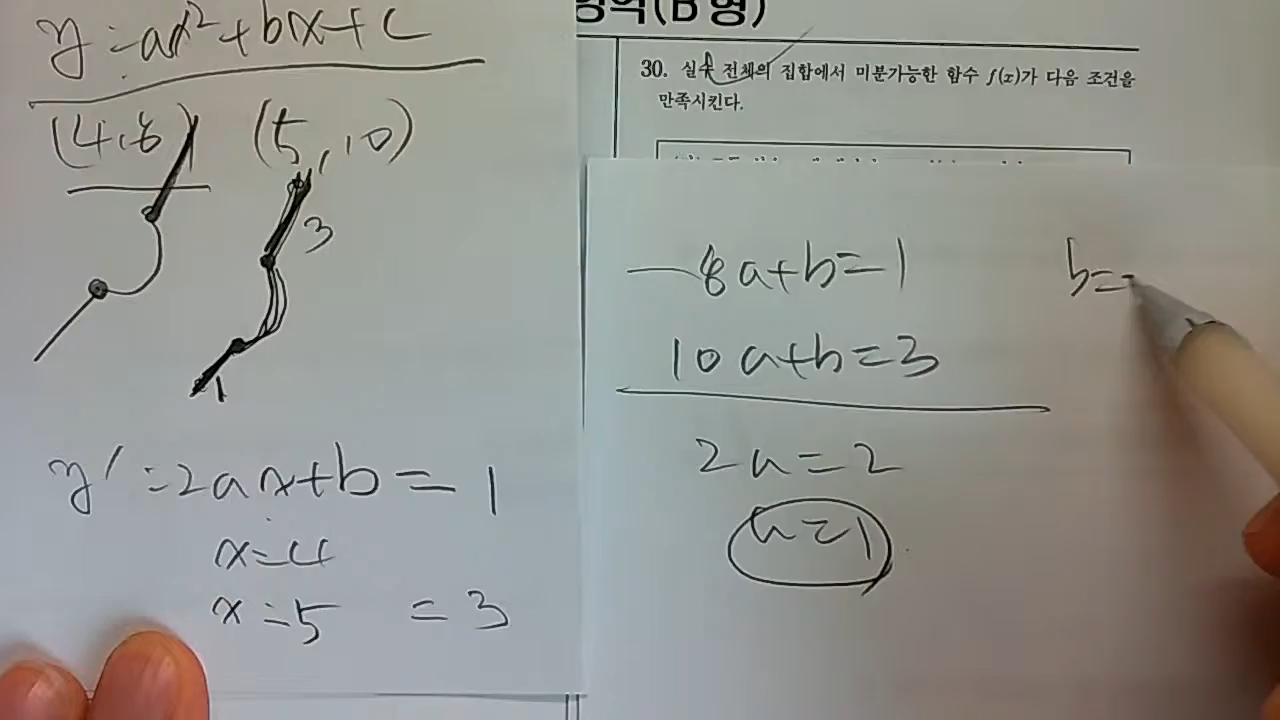 y=ax²+bx+c
(4,6) (5,10)
3
1
y'=2ax+b=1
x=4
x=5 =3
영역(B형)
30. 실수 전체의 집합에서 미분가능한 함수 f(x)가 다음 조건을
만족시킨다.
8a+b=1
10a+b=3
2a=2
a=1
b=-